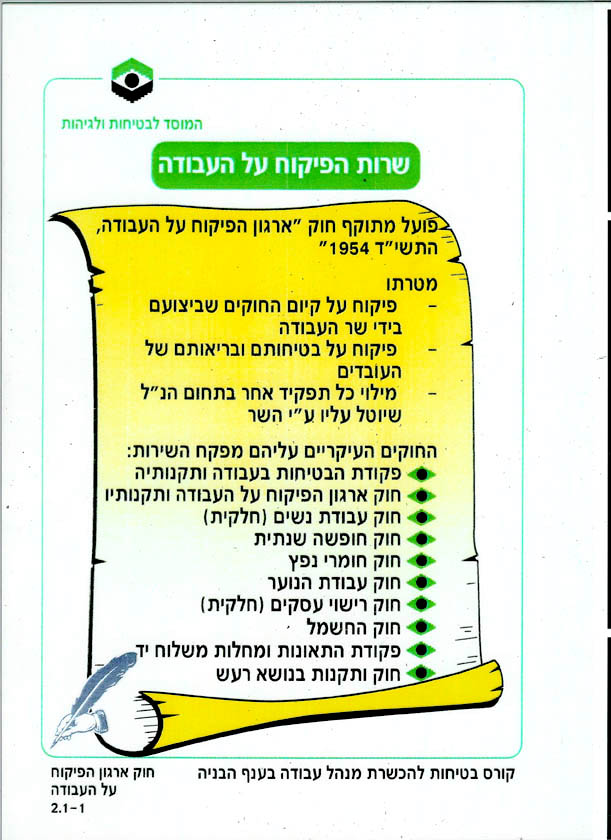 המוסד לבטיחות ולגיהות
שרות הפיקוח על העבודה
פועל מתוקף חוק "ארגון הפיקוח על העבודה,
התשי"ד 1954"
מטרתו
- פיקוח על קיום החוקים שביצועם
בידי שר העבודה
- פיקוח על בטיחותם ובריאותם של
העובדים
- מילוי כל תפקיד אחר בתחום הנ"ל
שיוטל עליו ע"י השר
החוקים העיקריים עליהם מפקח השירות:
פקודת הבטיחות בעבודה ותקנותיה
חוק ארגון הפיקוח על העבודה ותקנותיו
חוק עבודת נשים (חלקית)
חוק חופשה שנתית
חוק חומרי נפץ
חוק עבודת הנוער
חוק רישוי עסקים (חלקית)
חוק החשמל
פקודת התאונות ומחלות משלוח יד
חוק ותקנות בנושא רעש
קורס בטיחות להכשרת מנהל עבודה בענף הבניה
חוק ארגון הפיקוח
על העבודה
2.1-1